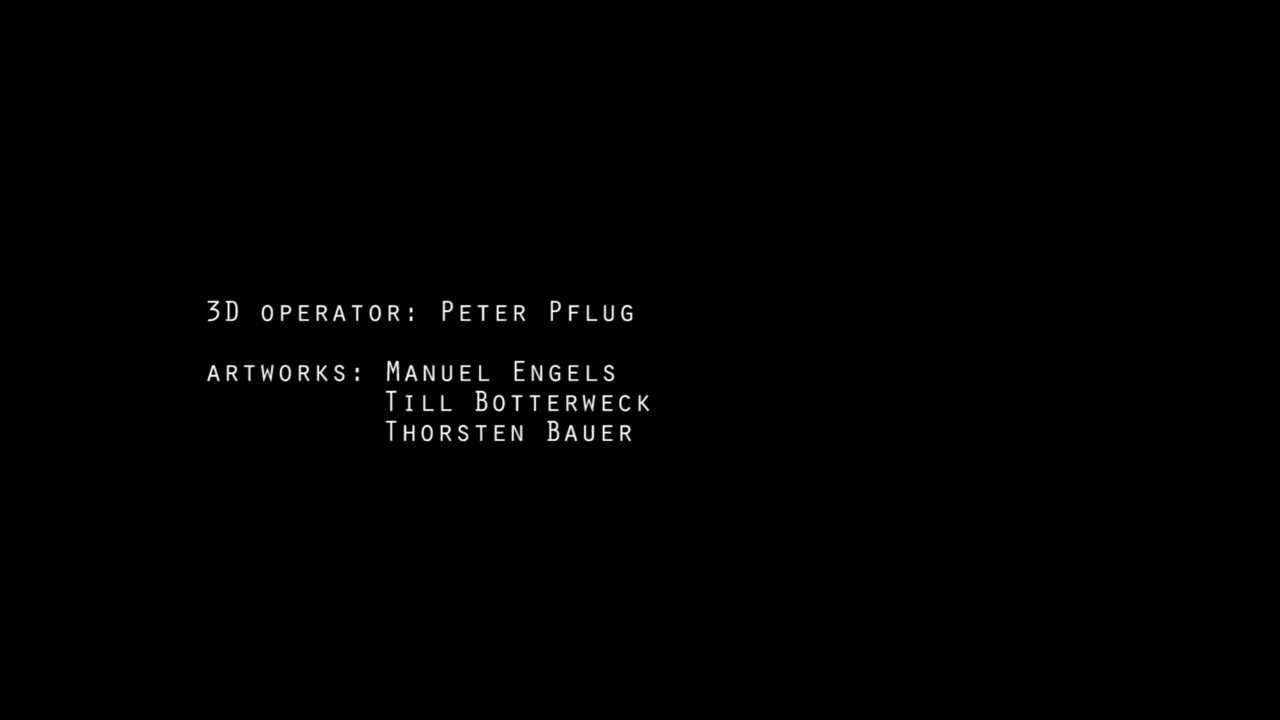 3D operator: Peter Pflug
artworks: Manuel Engels
Till Botterweck
Thorsten Bauer